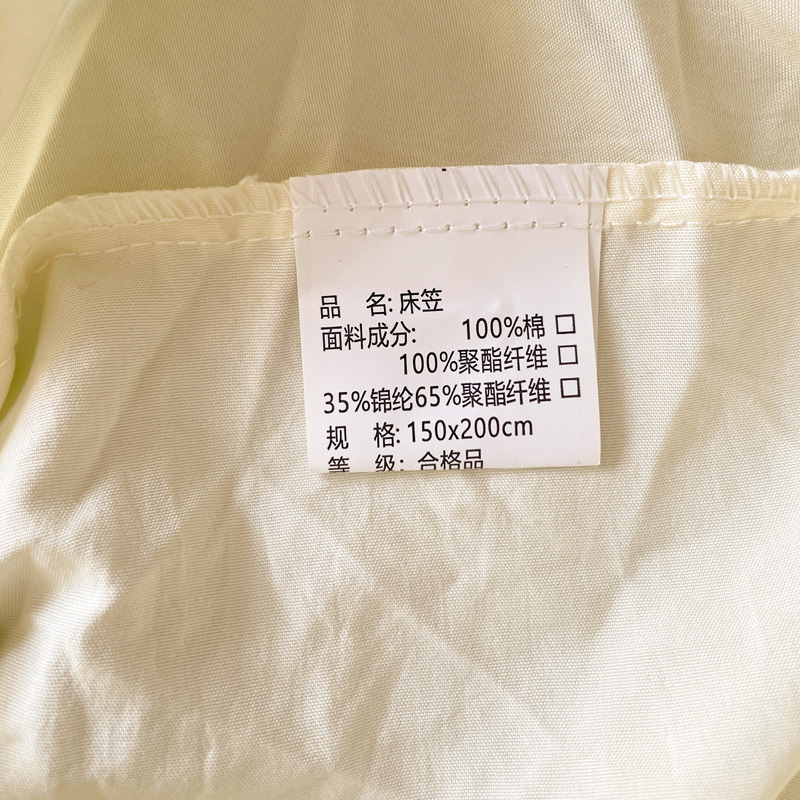 品 名: 床笠
面料成分: 100%棉 □
100%聚酯纤维 □
35%锦纶65%聚酯纤维 □
规 格: 150x200cm
等 级: 合格品